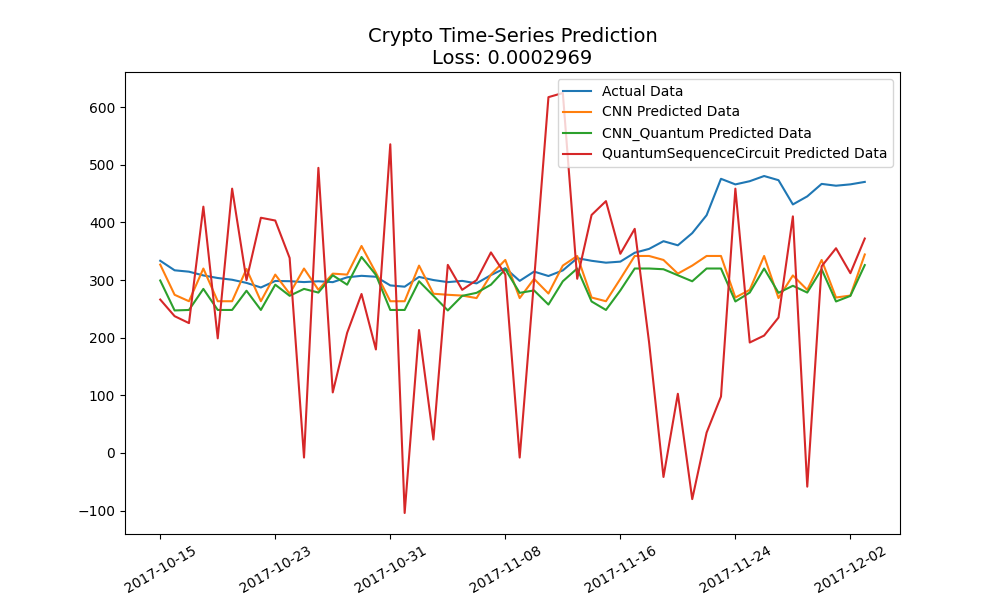 Crypto Time-Series Prediction
Loss: 0.0002969
Actual Data
CNN Predicted Data
CNN_Quantum Predicted Data
QuantumSequenceCircuit Predicted Data
600
500
400
300
200
100
0
−100
2017-10-15
2017-10-23
2017-10-31
2017-11-08
2017-11-16
2017-11-24
2017-12-02